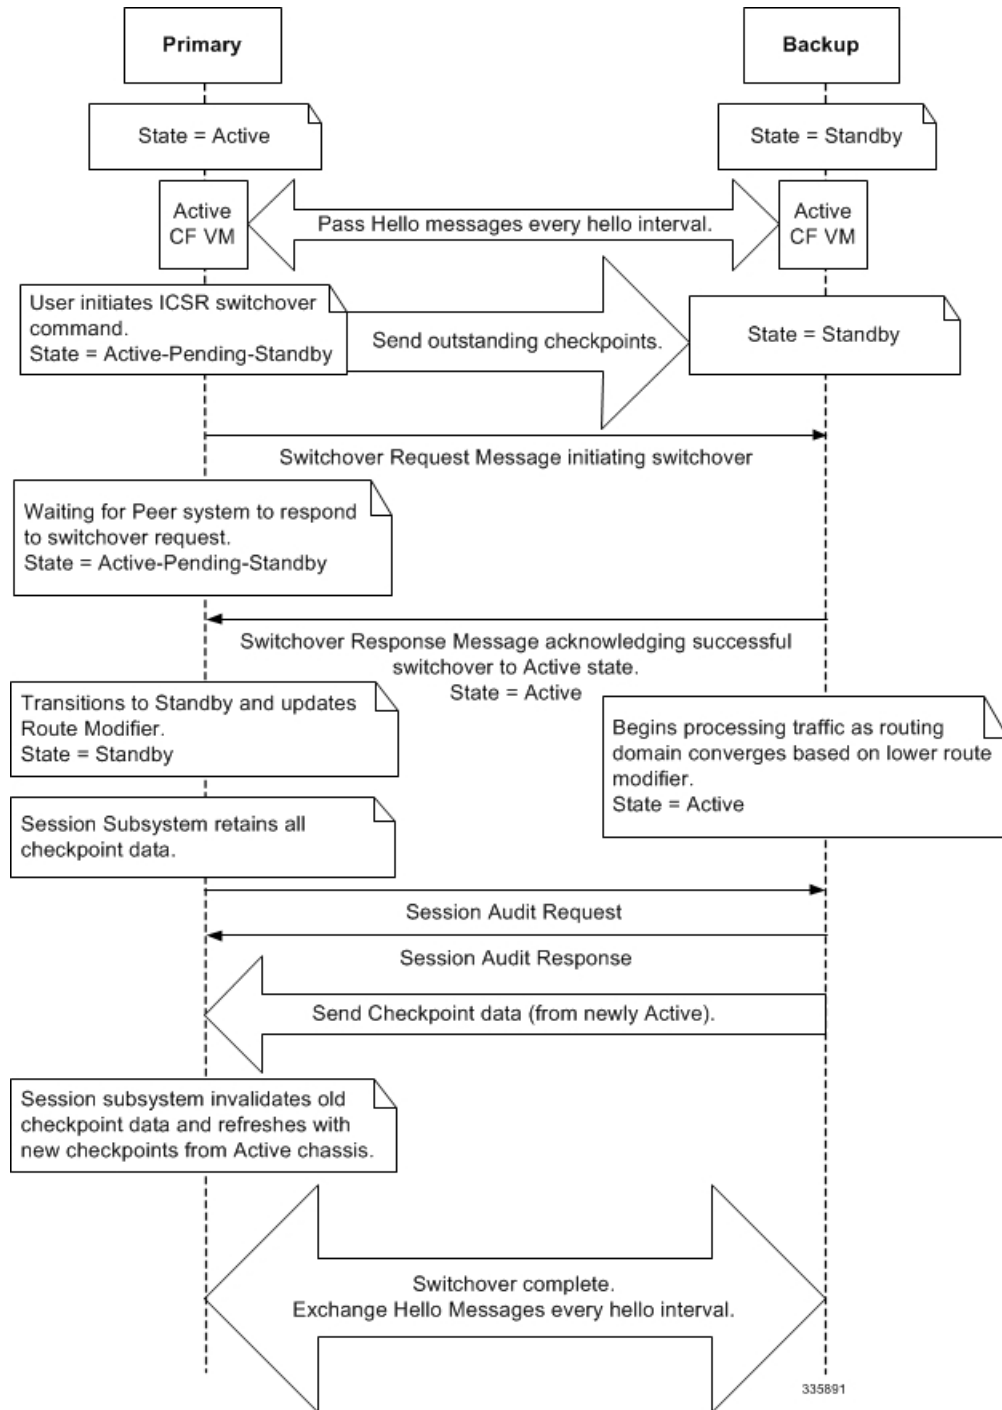 Primary
Backup
State = Active
State = Standby
Active
CF VM
Pass Hello messages every hello interval.
Active
CF VM
User initiates ICSR switchover
command.
State = Active-Pending-Standby
Send outstanding checkpoints.
State = Standby
Switchover Request Message initiating switchover
Waiting for Peer system to respond
to switchover request.
State = Active-Pending-Standby
Switchover Response Message acknowledging successful
switchover to Active state.
State = Active
Transitions to Standby and updates
Route Modifier.
State = Standby
Begins processing traffic as routing
domain converges based on lower route
modifier.
State = Active
Session Subsystem retains all
checkpoint data.
Session Audit Request
Session Audit Response
Send Checkpoint data (from newly Active).
Session subsystem invalidates old
checkpoint data and refreshes with
new checkpoints from Active chassis.
Switchover complete.
Exchange Hello Messages every hello interval.
335891